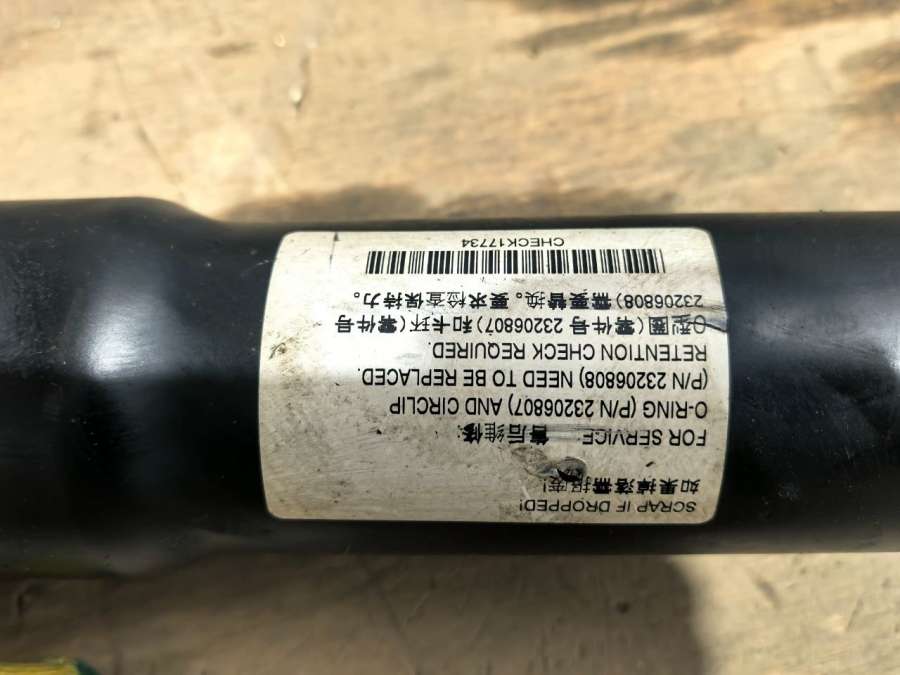 SCRAP IF DROPPED!
如果掉落需报废!
FOR SERVICE: 售后维修:
O-RING (P/N 23206807) AND CIRCLIP
(P/N 23206808) NEED TO BE REPLACED.
RETENTION CHECK REQUIRED.
O型圈(零件号 23206807)和卡环(零件号
23206808)需要替换。要求检查保持力。
CHECK17734